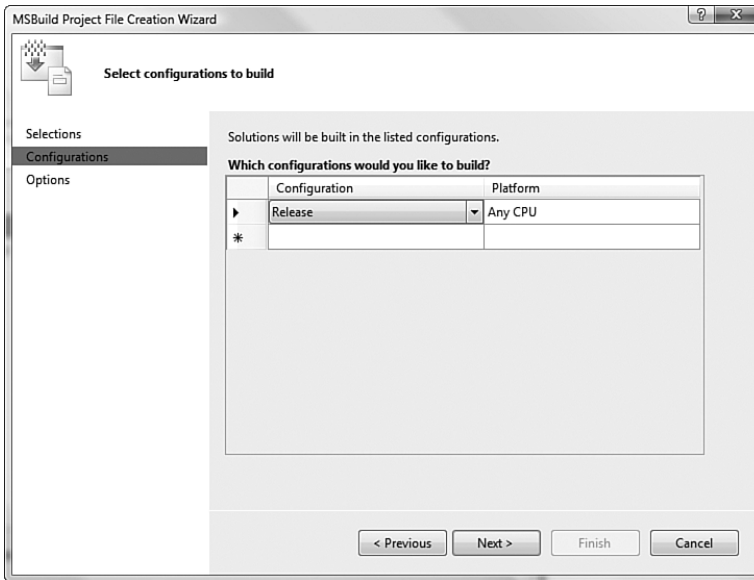 MSBuild Project File Creation Wizard
Select configurations to build
Selections
Configurations
Options
Solutions will be built in the listed configurations.
Which configurations would you like to build?
Configuration Platform
Release Any CPU
< Previous Next > Finish Cancel